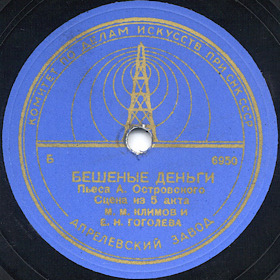 КОМИТЕТ ПО ДЕЛАМ ИСКУССТВ ПРИ СНК СССР
Б 6950
БЕШЕНЫЕ ДЕНЬГИ
Пьеса А. Островского
Сцена из 5 акта
М. М. КЛИМОВ И
Е. Н. ГОГОЛЕВА
АПРЕЛЕВСКИЙ ЗАВОД